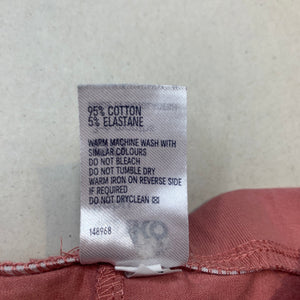 95% COTTON
5% ELASTANE
WARM MACHINE WASH WITH
SIMILAR COLOURS
DO NOT BLEACH
DO NOT TUMBLE DRY
WARM IRON ON REVERSE SIDE
IF REQUIRED
DO NOT DRYCLEAN
148968